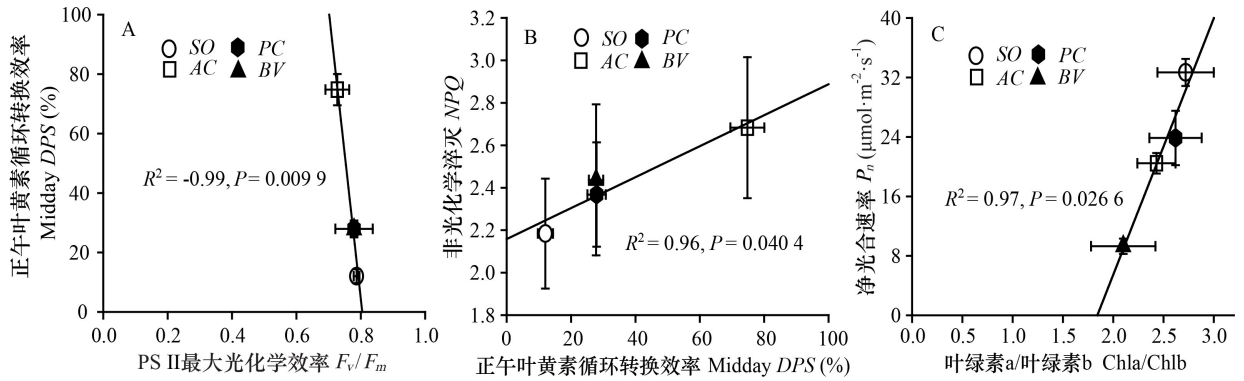 A
SO PC
AC BV
R² = -0.99, P = 0.009 9
100
80
60
40
20
0
0.0 0.2 0.4 0.6 0.8 1.0
正午叶黄素循环转换效率
Midday DPS (%)
PS II最大光化学效率 Fv/Fm
B
SO PC
AC BV
R² = 0.96, P = 0.040 4
3.2
3.0
2.8
2.6
2.4
2.2
2.0
1.8
0 20 40 60 80 100
非光化学淬灭 NPQ
正午叶黄素循环转换效率 Midday DPS (%)
C
SO PC
AC BV
R² = 0.97, P = 0.026 6
40
32
24
16
8
0
0.0 0.5 1.0 1.5 2.0 2.5 3.0
净光合速率 Pn (μmol·m⁻²·s⁻¹)
叶绿素a/叶绿素b Chla/Chlb